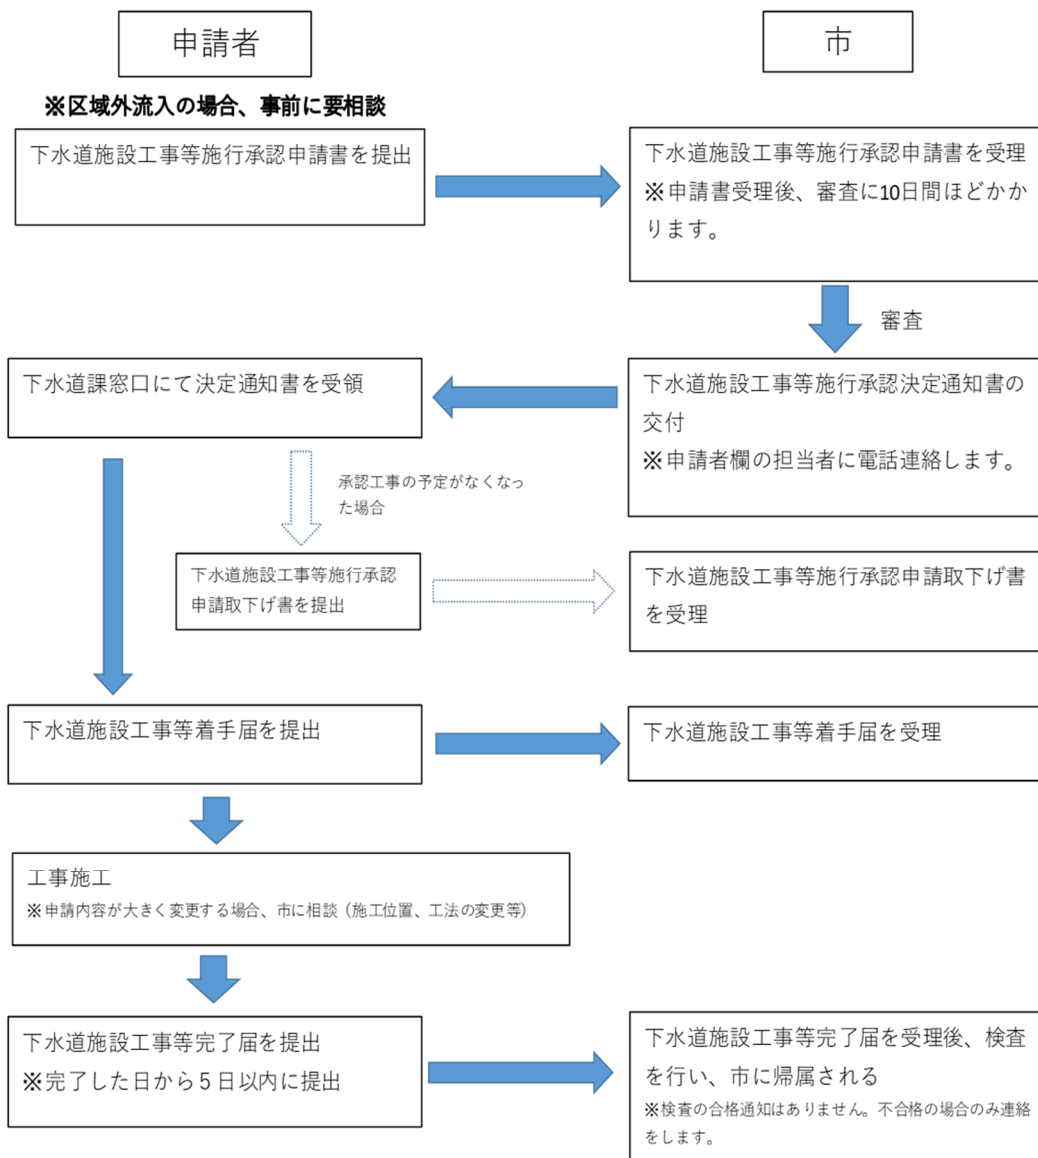 申請者
市
※区域外流入の場合、事前に要相談
下水道施設工事等施行承認申請書を提出
下水道施設工事等施行承認申請書を受理
※申請書受理後、審査に10日間ほどかか
ります。
審査
下水道課窓口にて決定通知書を受領
下水道施設工事等施行承認決定通知書の
交付
※申請者欄の担当者に電話連絡します。
承認工事の予定がなくなっ
た場合
下水道施設工事等施行承認
申請取下げ書を提出
下水道施設工事等施行承認申請取下げ書
を受理
下水道施設工事等着手届を提出
下水道施設工事等着手届を受理
工事施工
※申請内容が大きく変更する場合、市に相談（施工位置、工法の変更等）
下水道施設工事等完了届を提出
※完了した日から５日以内に提出
下水道施設工事等完了届を受理後、検査
を行い、市に帰属される
※検査の合格通知はありません。不合格の場合のみ連絡
をします。